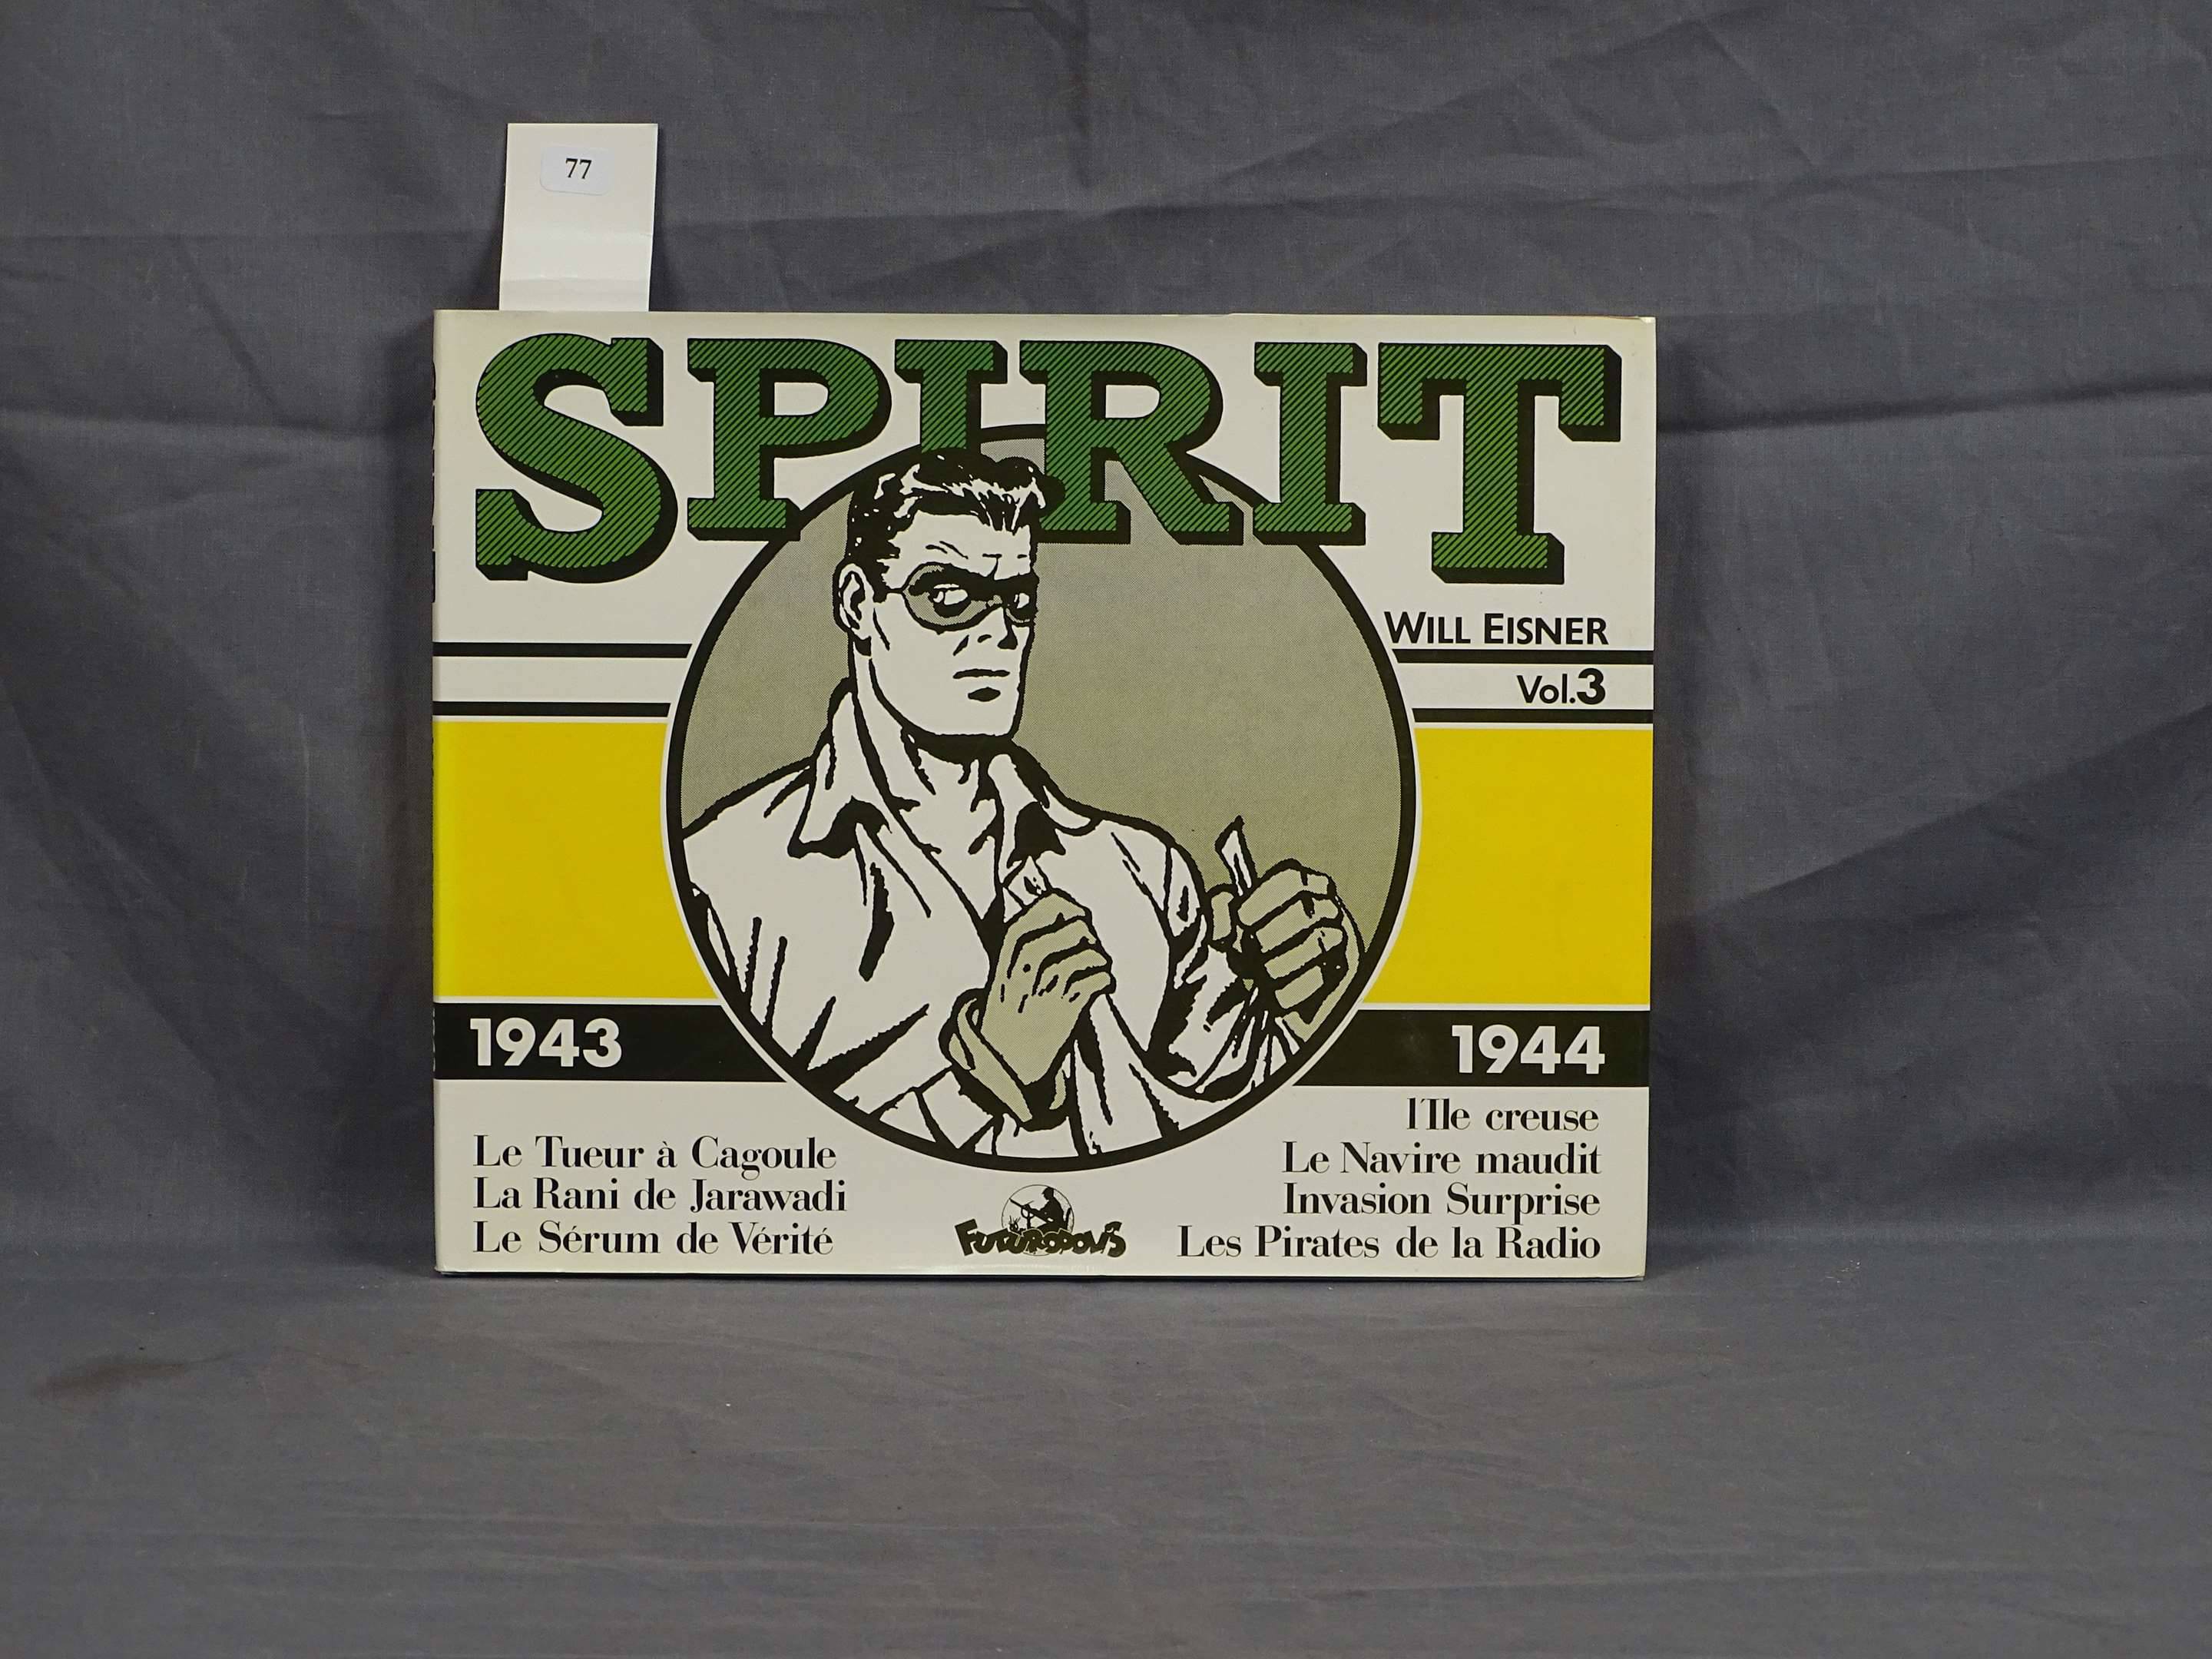 77
SPIRIT
WILL EISNER
Vol.3
1943
1944
Le Tueur à Cagoule
La Rani de Jarawadi
Le Sérum de Vérité
FUTUROPOLIS
l'Ile creuse
Le Navire maudit
Invasion Surprise
Les Pirates de la Radio